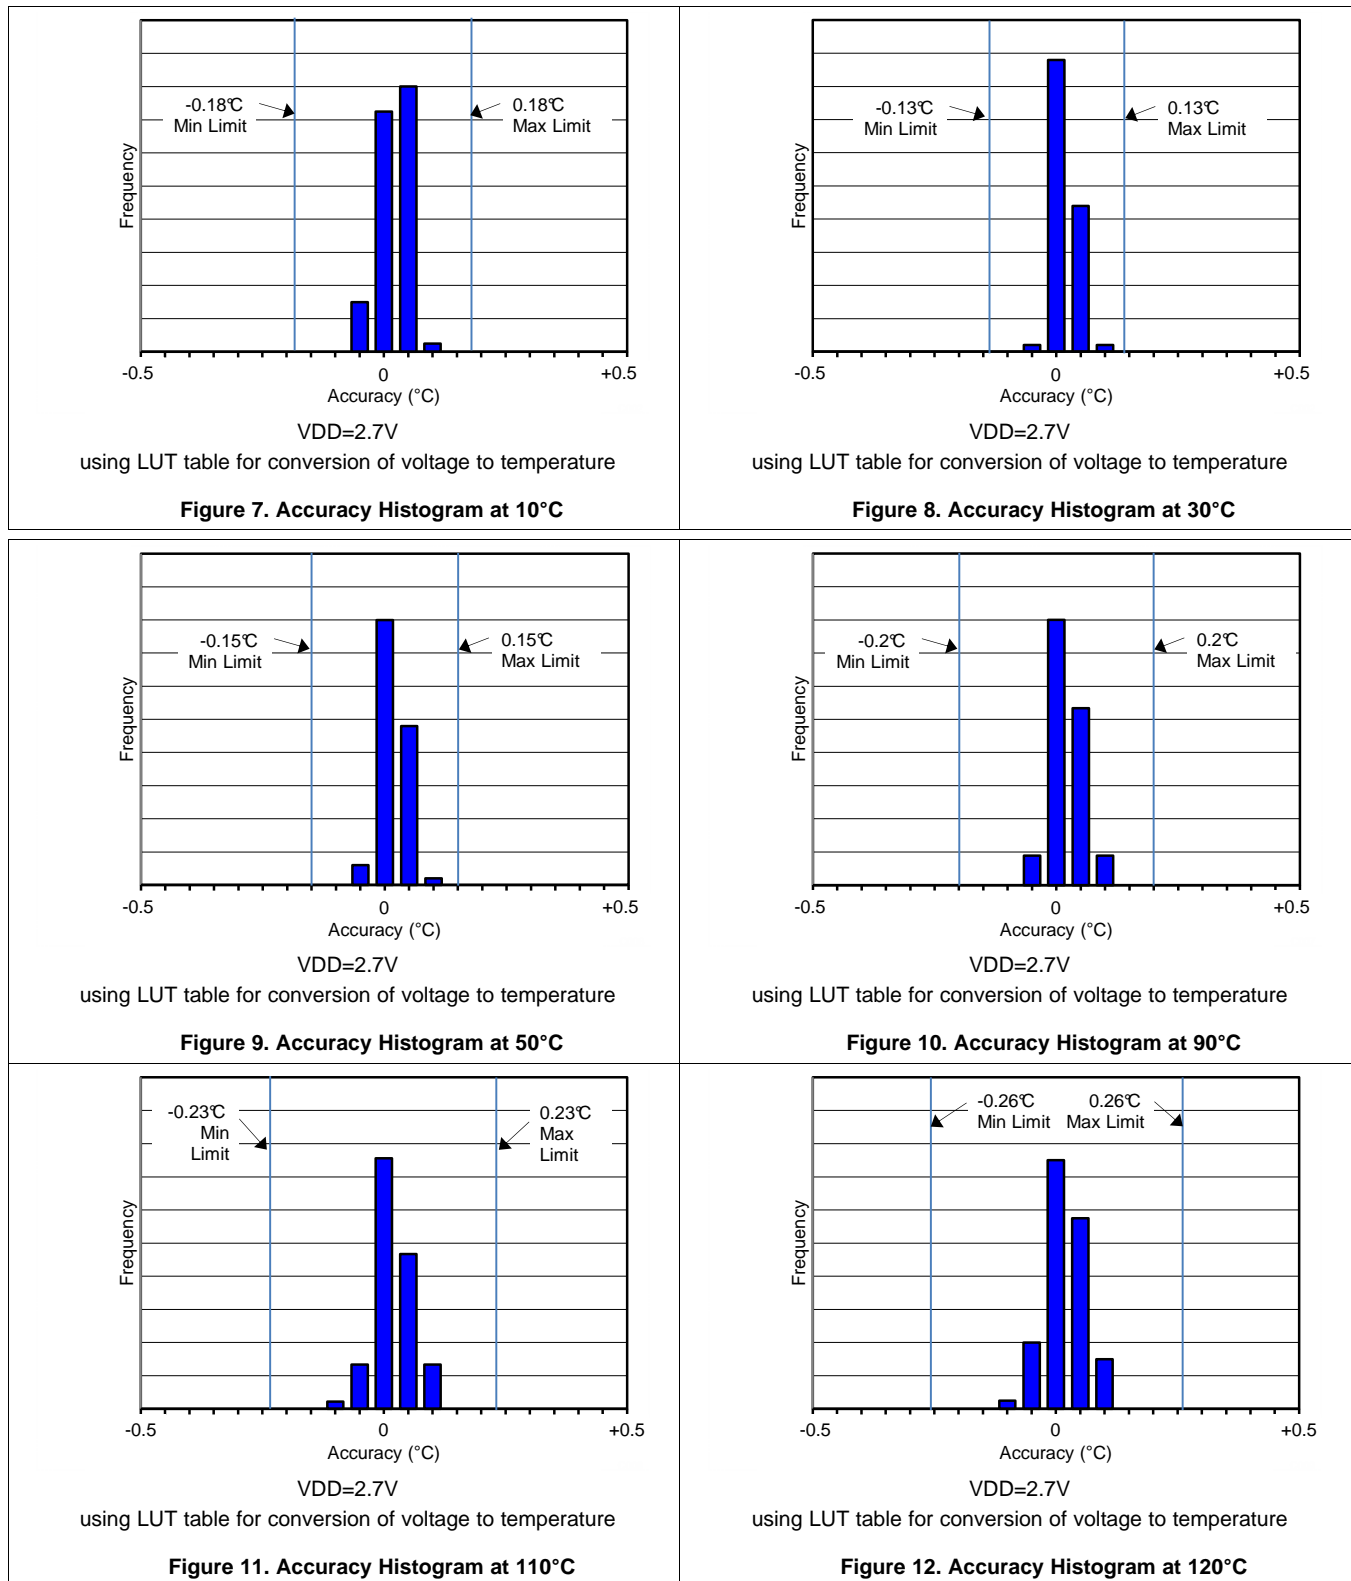 -0.18°C
Min Limit
0.18°C
Max Limit
Frequency
-0.5
0
+0.5
Accuracy (°C)
VDD=2.7V
using LUT table for conversion of voltage to temperature
Figure 7. Accuracy Histogram at 10°C
-0.13°C
Min Limit
0.13°C
Max Limit
Frequency
-0.5
0
+0.5
Accuracy (°C)
VDD=2.7V
using LUT table for conversion of voltage to temperature
Figure 8. Accuracy Histogram at 30°C
-0.15°C
Min Limit
0.15°C
Max Limit
Frequency
-0.5
0
+0.5
Accuracy (°C)
VDD=2.7V
using LUT table for conversion of voltage to temperature
Figure 9. Accuracy Histogram at 50°C
-0.2°C
Min Limit
0.2°C
Max Limit
Frequency
-0.5
0
+0.5
Accuracy (°C)
VDD=2.7V
using LUT table for conversion of voltage to temperature
Figure 10. Accuracy Histogram at 90°C
-0.23°C
Min
Limit
0.23°C
Max
Limit
Frequency
-0.5
0
+0.5
Accuracy (°C)
VDD=2.7V
using LUT table for conversion of voltage to temperature
Figure 11. Accuracy Histogram at 110°C
-0.26°C
Min Limit
0.26°C
Max Limit
Frequency
-0.5
0
+0.5
Accuracy (°C)
VDD=2.7V
using LUT table for conversion of voltage to temperature
Figure 12. Accuracy Histogram at 120°C